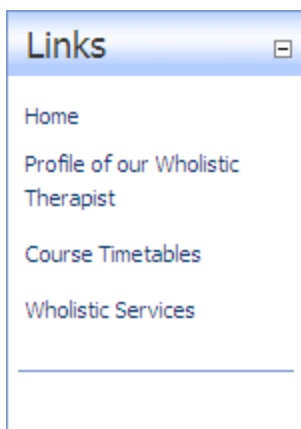 Links
Home
Profile of our Wholistic
Therapist
Course Timetables
Wholistic Services